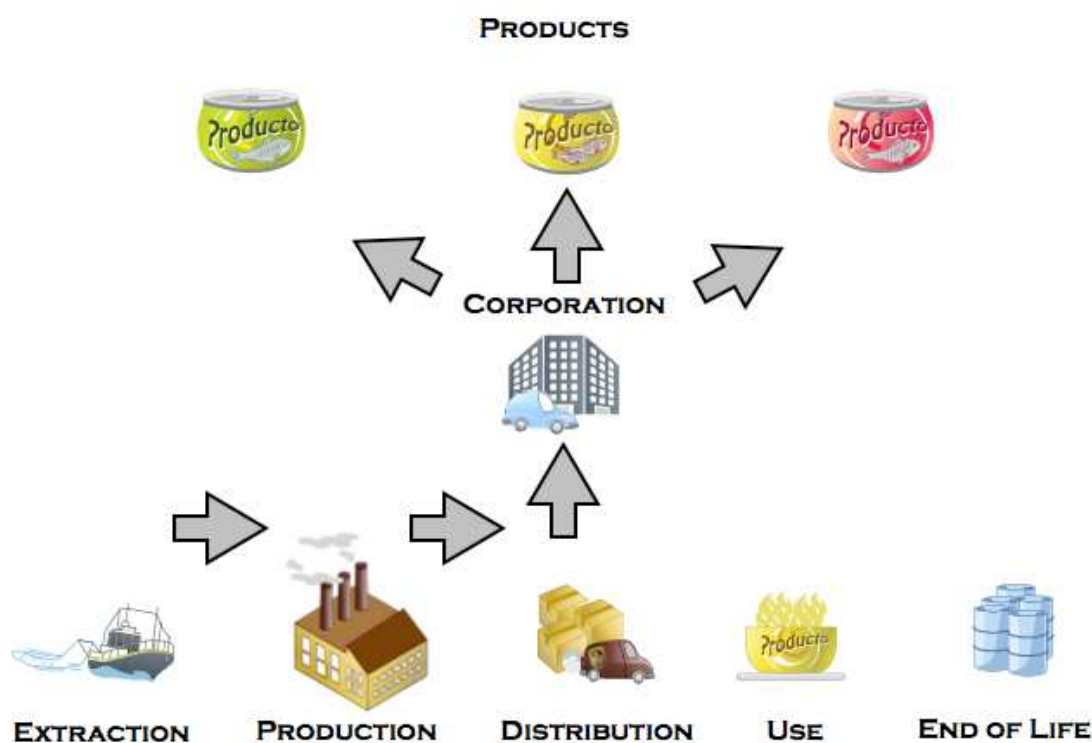 PRODUCTS
Producto
Producto
Producto
CORPORATION
Producto
EXTRACTION
PRODUCTION
DISTRIBUTION
USE
END OF LIFE